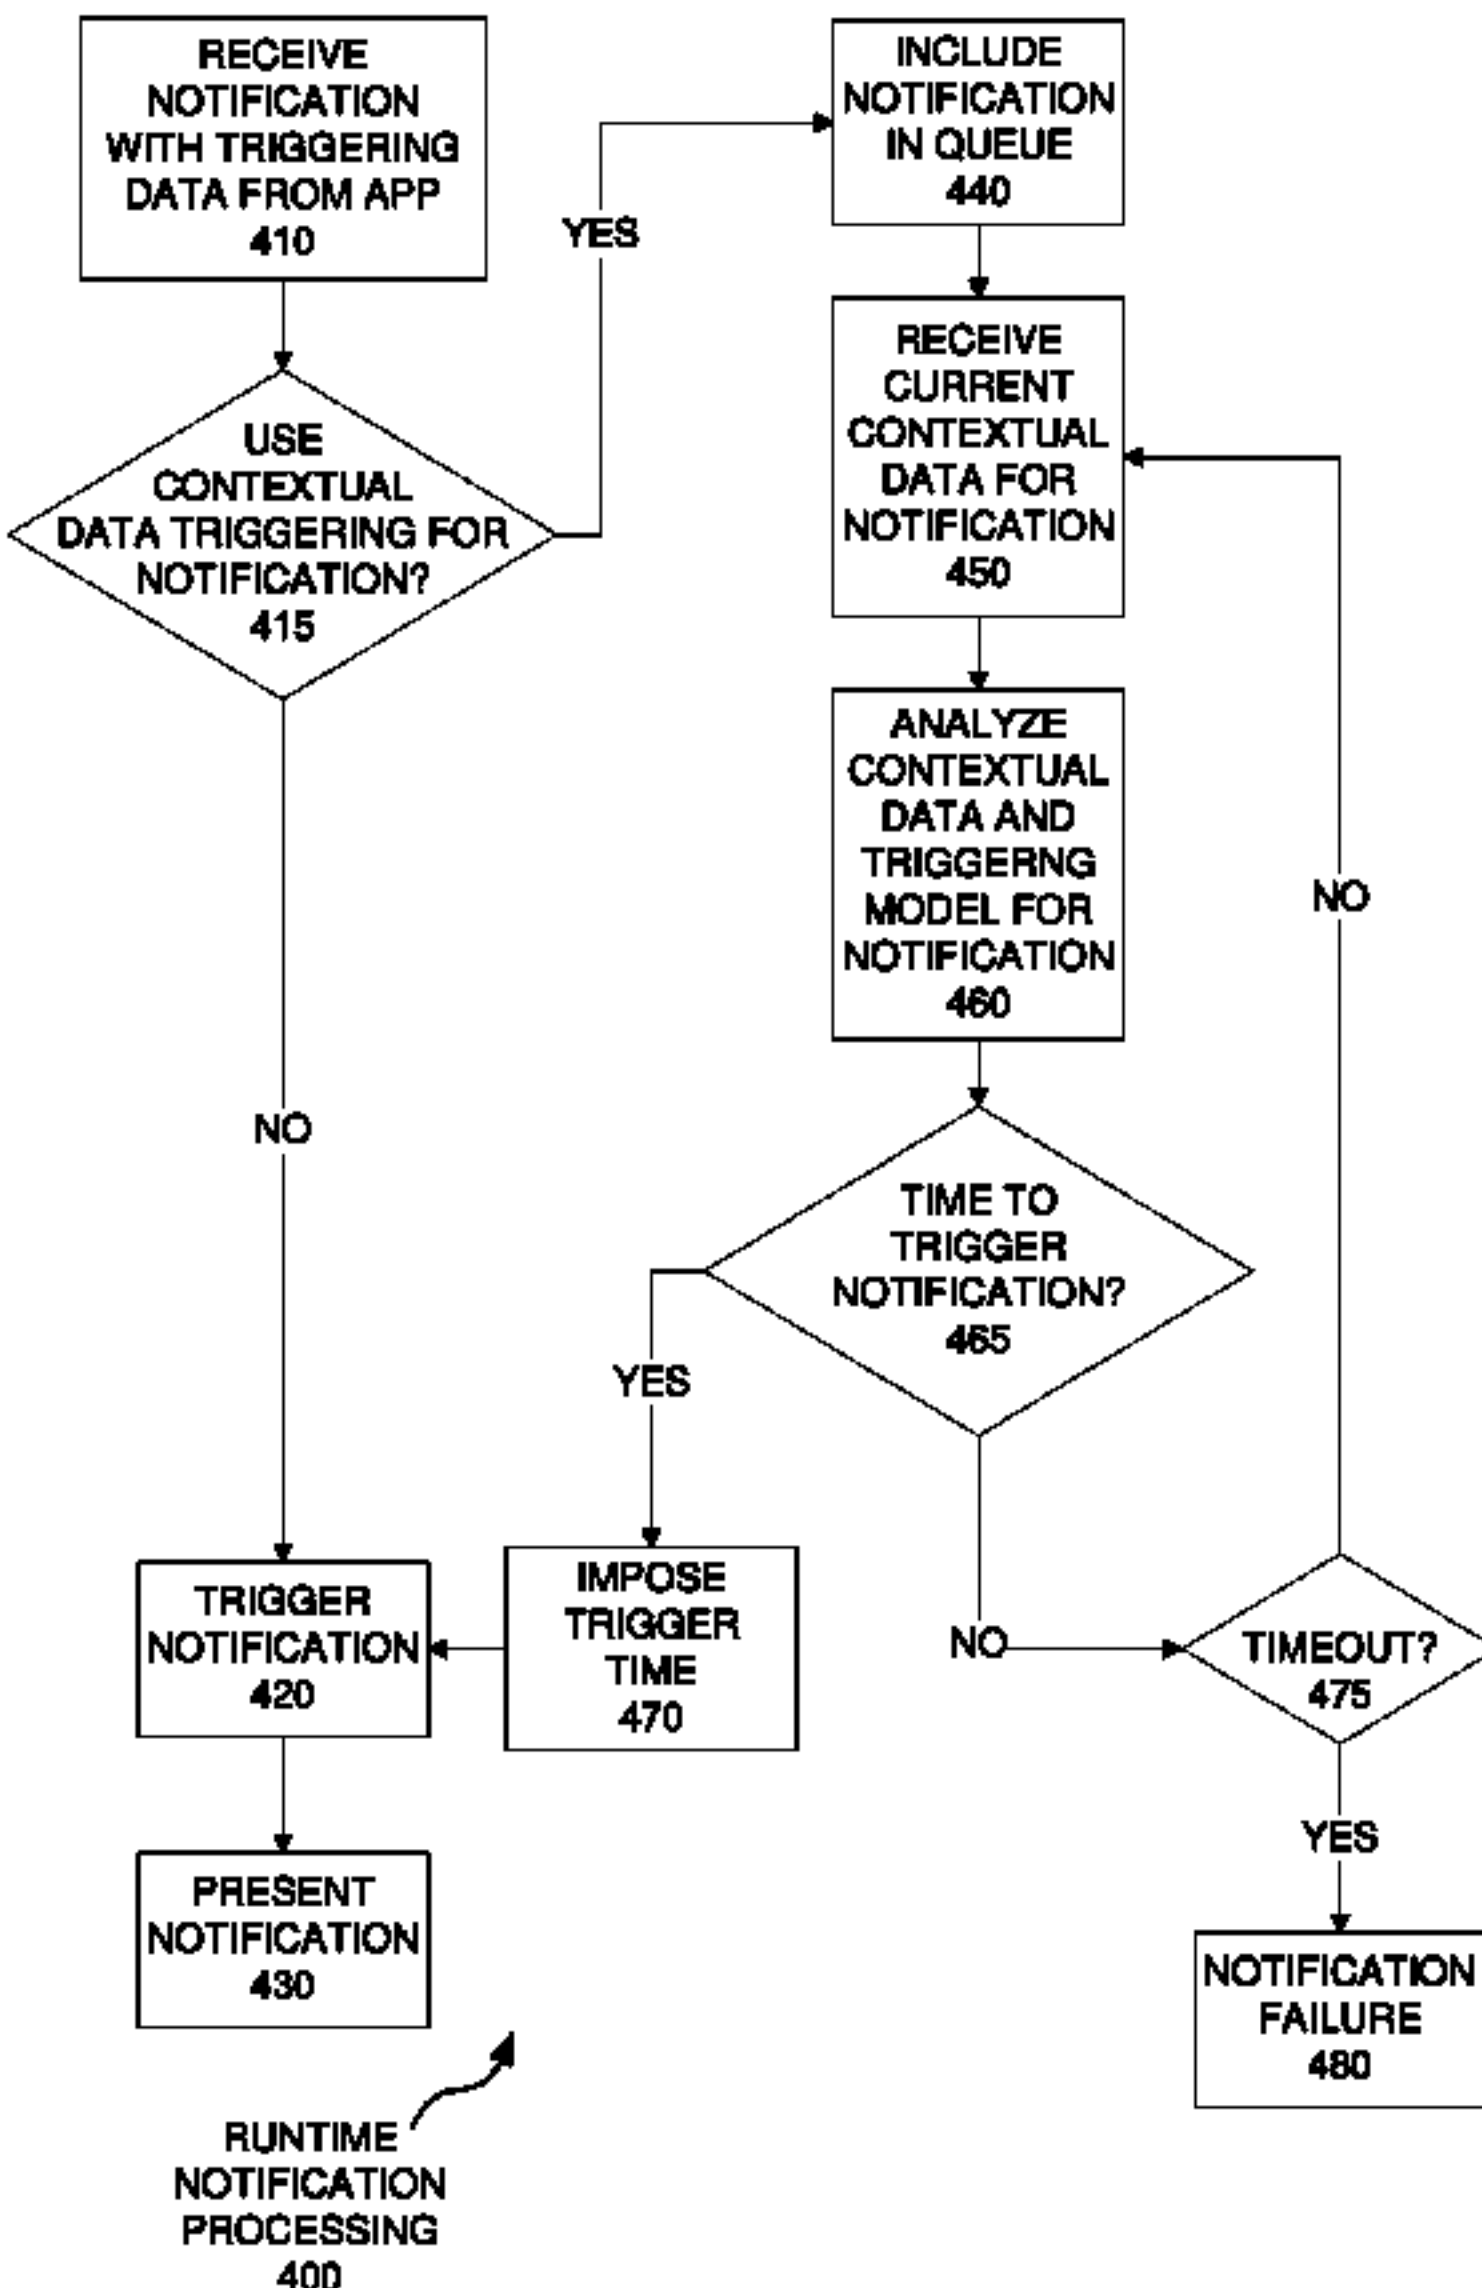 RECEIVE
NOTIFICATION
WITH TRIGGERING
DATA FROM APP
410
USE
CONTEXTUAL
DATA TRIGGERING FOR
NOTIFICATION?
415
YES
NO
INCLUDE
NOTIFICATION
IN QUEUE
440
RECEIVE
CURRENT
CONTEXTUAL
DATA FOR
NOTIFICATION
450
ANALYZE
CONTEXTUAL
DATA AND
TRIGGERNG
MODEL FOR
NOTIFICATION
460
TIME TO
TRIGGER
NOTIFICATION?
465
YES
NO
IMPOSE
TRIGGER
TIME
470
TRIGGER
NOTIFICATION
420
PRESENT
NOTIFICATION
430
TIMEOUT?
475
NO
YES
NOTIFICATION
FAILURE
480
RUNTIME
NOTIFICATION
PROCESSING
400